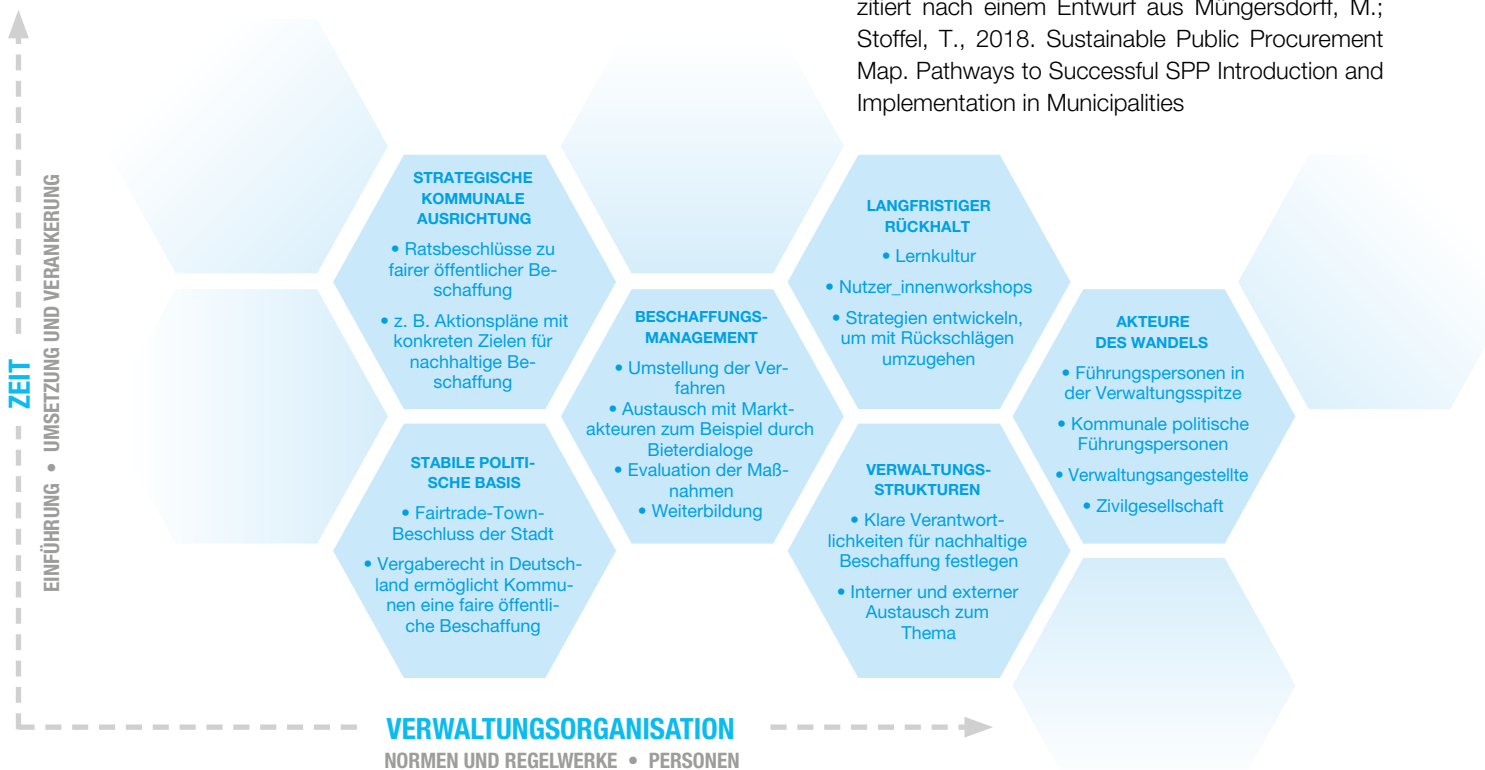 zitiert nach einem Entwurf aus Müngersdorff, M.;
Stoffel, T., 2018. Sustainable Public Procurement
Map. Pathways to Successful SPP Introduction and
Implementation in Municipalities
ZEIT
EINFÜHRUNG • UMSETZUNG UND VERANKERUNG
STRATEGISCHE
KOMMUNALE
AUSRICHTUNG
• Ratsbeschlüsse zu
fairer öffentlicher Be-
schaffung
• z. B. Aktionspläne mit
konkreten Zielen für
nachhaltige Be-
schaffung
STABILE POLITI-
SCHE BASIS
• Fairtrade-Town-
Beschluss der Stadt
• Vergaberecht in Deutsch-
land ermöglicht Kommu-
nen eine faire öffentli-
che Beschaffung
BESCHAFFUNGS-
MANAGEMENT
• Umstellung der Ver-
fahren
• Austausch mit Markt-
akteuren zum Beispiel durch
Bieterdialoge
• Evaluation der Maß-
nahmen
• Weiterbildung
LANGFRISTIGER
RÜCKHALT
• Lernkultur
• Nutzer_innenworkshops
• Strategien entwickeln,
um mit Rückschlägen
umzugehen
VERWALTUNGS-
STRUKTUREN
• Klare Verantwort-
lichkeiten für nachhaltige
Beschaffung festlegen
• Interner und externer
Austausch zum
Thema
AKTEURE
DES WANDELS
• Führungspersonen in
der Verwaltungsspitze
• Kommunale politische
Führungspersonen
• Verwaltungsangestellte
• Zivilgesellschaft
VERWALTUNGSORGANISATION
NORMEN UND REGELWERKE • PERSONEN